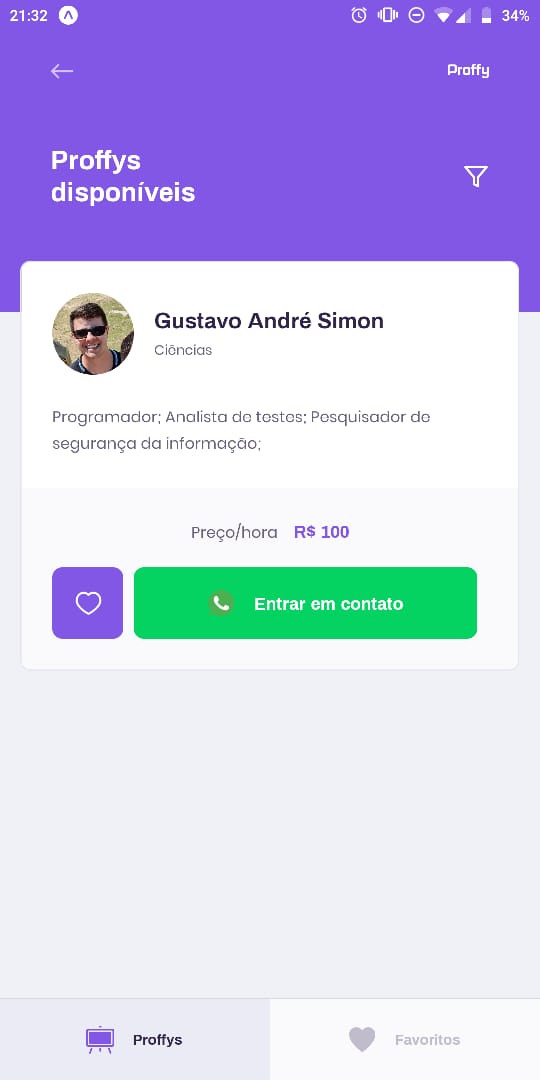 21:32
34%
Proffy
Proffys
disponíveis
Gustavo André Simon
Ciências
Programador; Analista de testes; Pesquisador de
segurança da informação;
Preço/hora R$ 100
Entrar em contato
Proffys
Favoritos